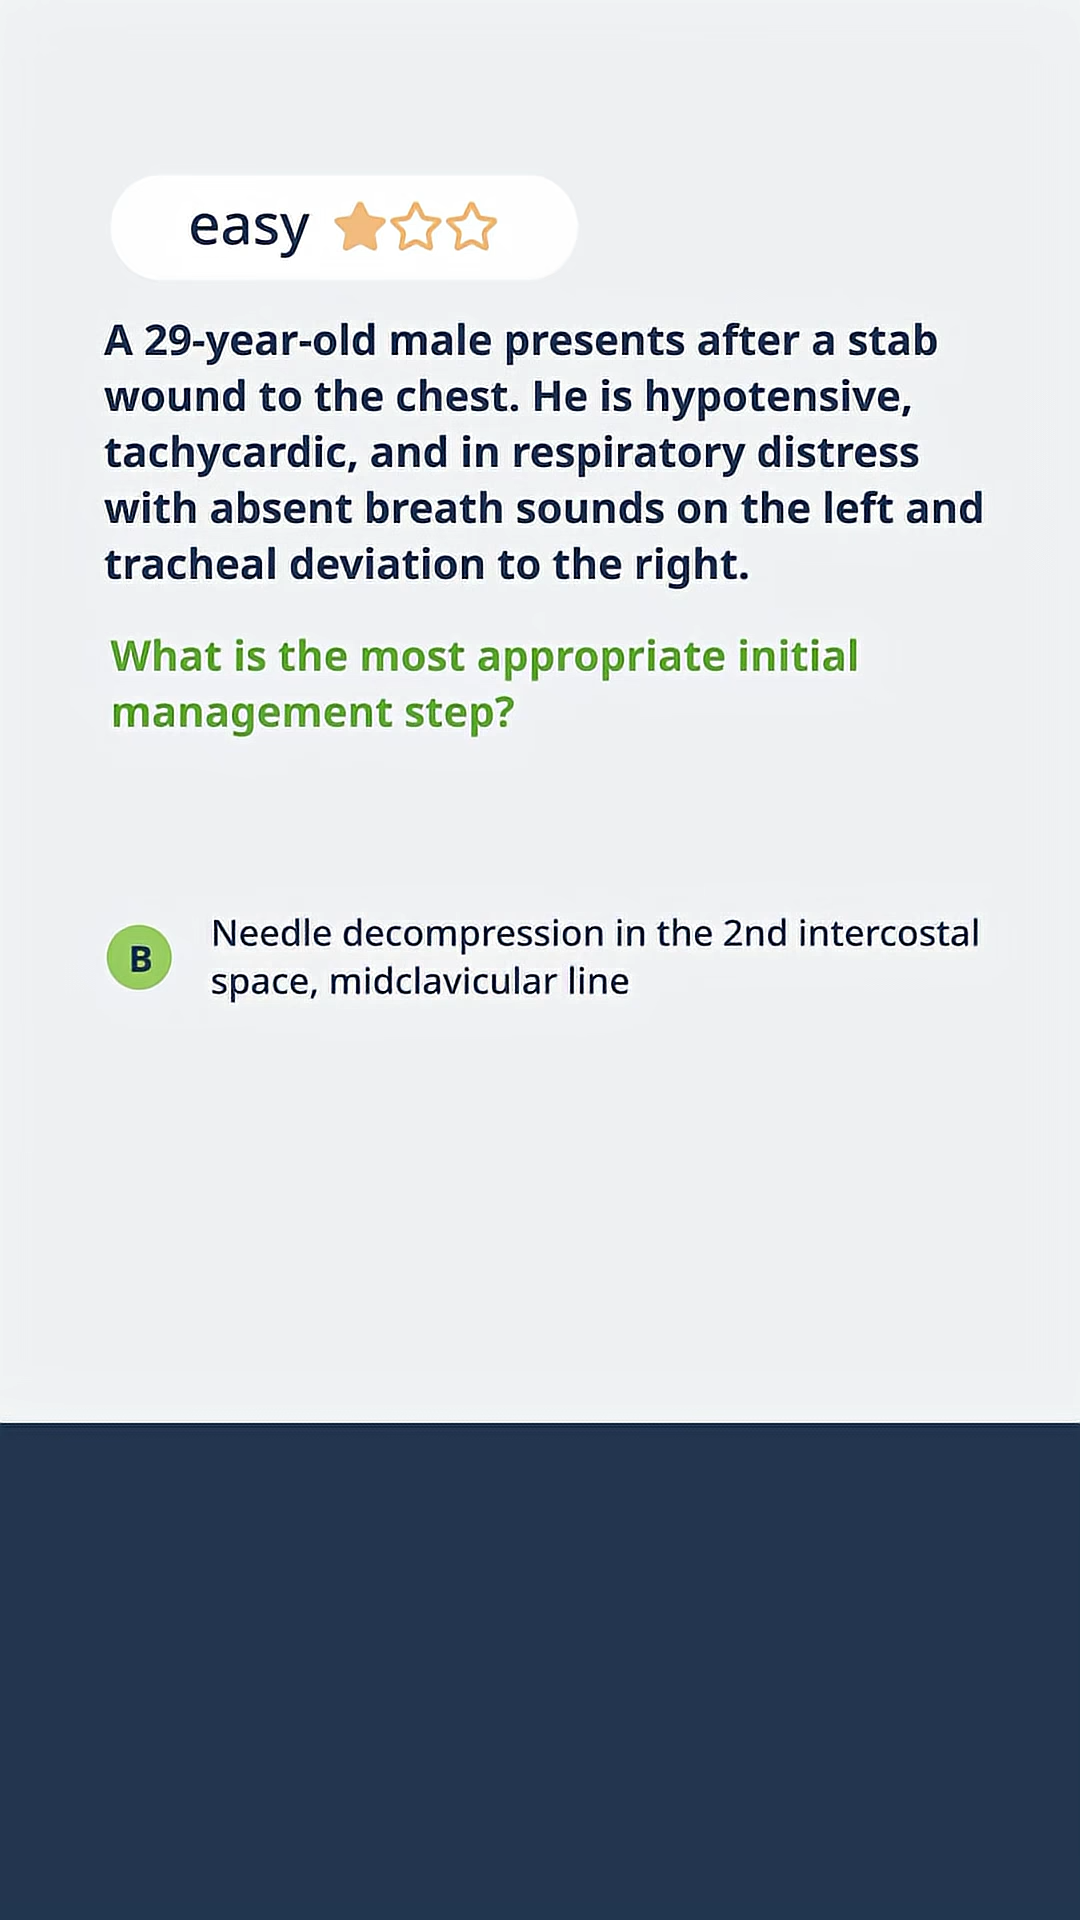 easy
A 29-year-old male presents after a stab
wound to the chest. He is hypotensive,
tachycardic, and in respiratory distress
with absent breath sounds on the left and
tracheal deviation to the right.
What is the most appropriate initial
management step?
B Needle decompression in the 2nd intercostal
space, midclavicular line